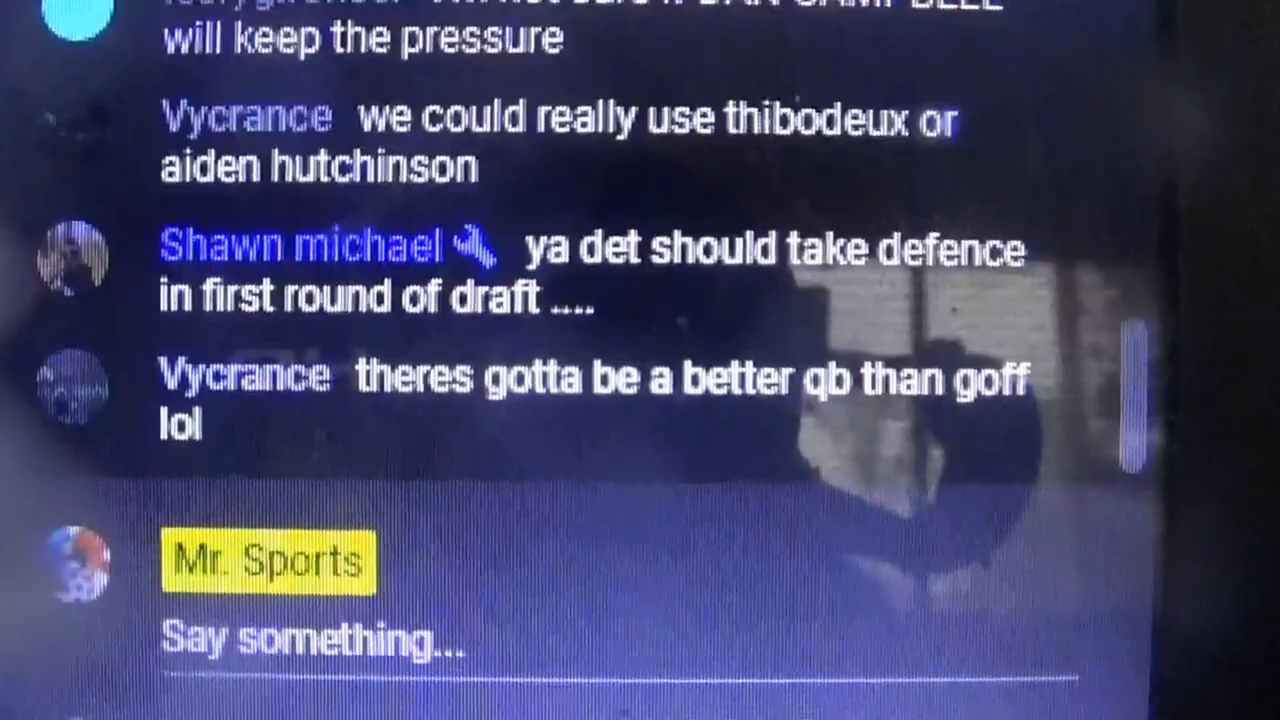 will keep the pressure
Vycrance we could really use thibodeux or
aiden hutchinson
Shawn michael ya det should take defence
in first round of draft ....
Vycrance theres gotta be a better qb than goff
lol
Mr. Sports
Say something...